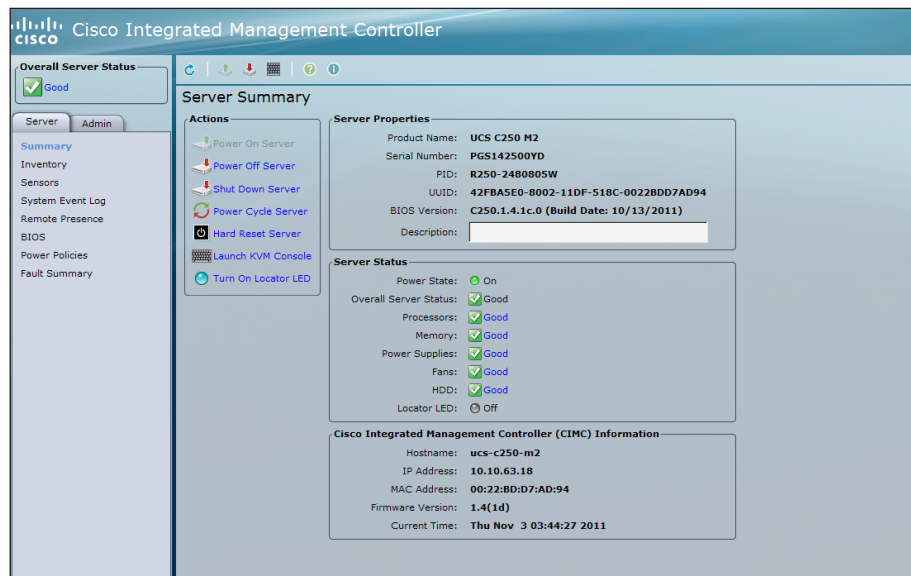 CISCO
Cisco Integrated Management Controller
Overall Server Status
Good
Server Admin
Summary
Inventory
Sensors
System Event Log
Remote Presence
BIOS
Power Policies
Fault Summary
Server Summary
Actions
Power On Server
Power Off Server
Shut Down Server
Power Cycle Server
Hard Reset Server
Launch KVM Console
Turn On Locator LED
Server Properties
Product Name: UCS C250 M2
Serial Number: PGS142500YD
PID: R250-2480805W
UUID: 42FBA5E0-8002-11DF-518C-0022BDD7AD94
BIOS Version: C250.1.4.1c.0 (Build Date: 10/13/2011)
Description:
Server Status
Power State: On
Overall Server Status: Good
Processors: Good
Memory: Good
Power Supplies: Good
Fans: Good
HDD: Good
Locator LED: Off
Cisco Integrated Management Controller (CIMC) Information
Hostname: ucs-c250-m2
IP Address: 10.10.63.18
MAC Address: 00:22:BD:D7:AD:94
Firmware Version: 1.4(1d)
Current Time: Thu Nov 3 03:44:27 2011